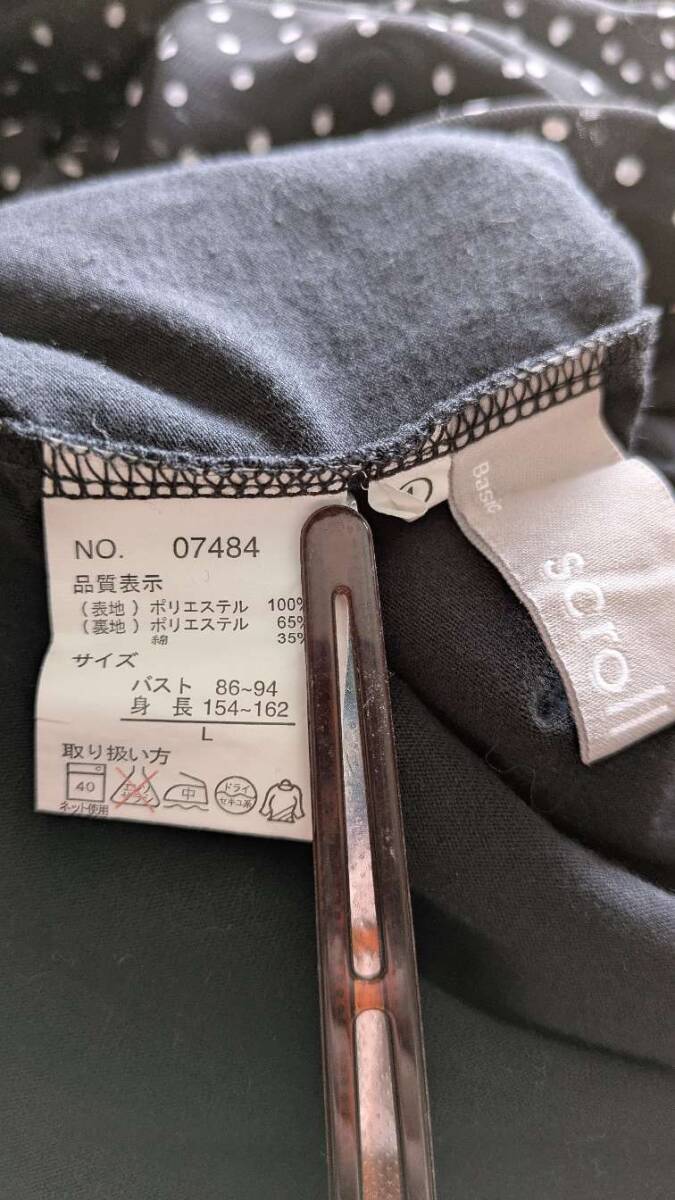 NO. 07484
品質表示
(表地) ポリエステル 100%
(裏地) ポリエステル 65%
綿 35%
サイズ
バスト 86~94
身 長 154~162
L
取り扱い方
40
ネット使用
中
ドライ
セキユ系
Basic
scroll